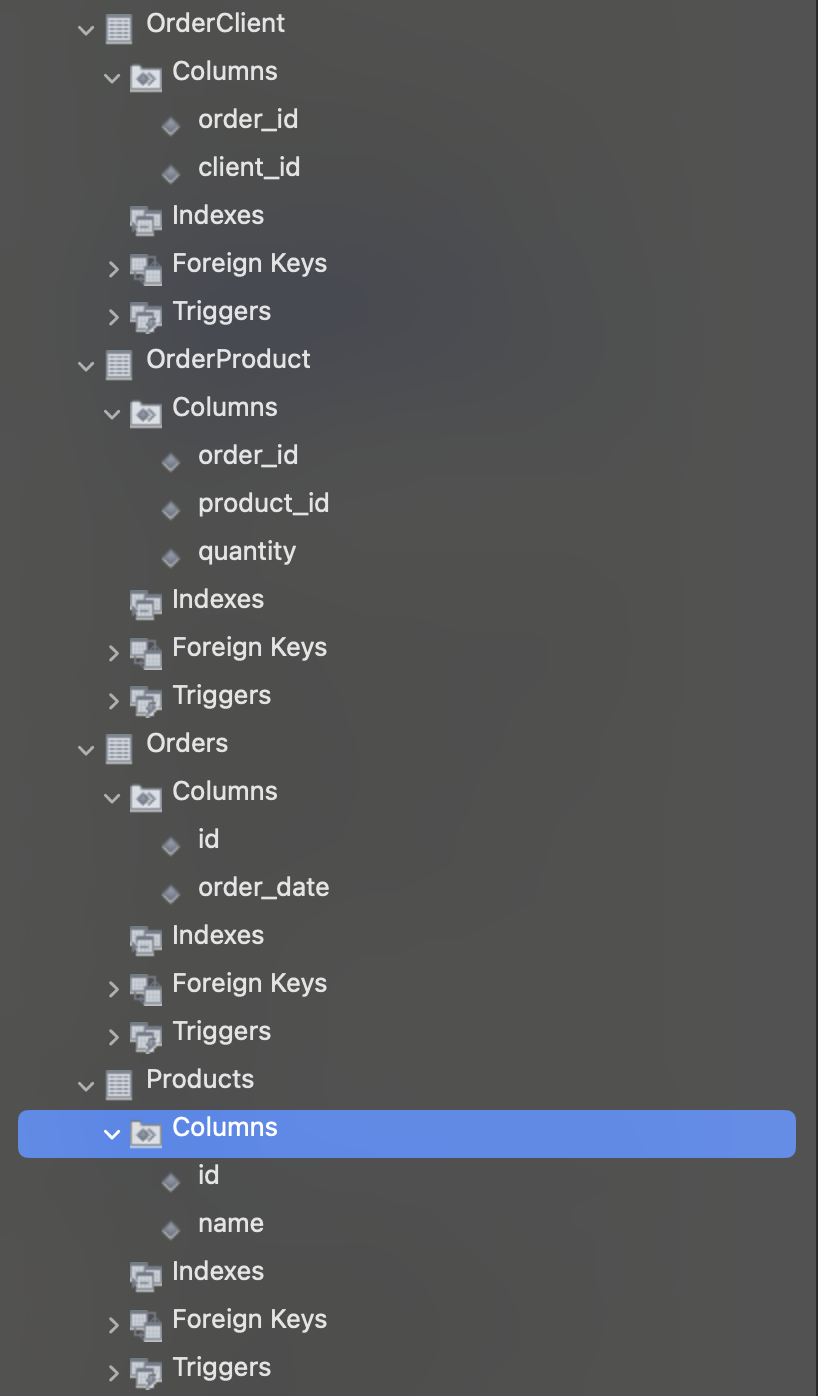 OrderClient
Columns
order_id
client_id
Indexes
Foreign Keys
Triggers
OrderProduct
Columns
order_id
product_id
quantity
Indexes
Foreign Keys
Triggers
Orders
Columns
id
order_date
Indexes
Foreign Keys
Triggers
Products
Columns
id
name
Indexes
Foreign Keys
Triggers